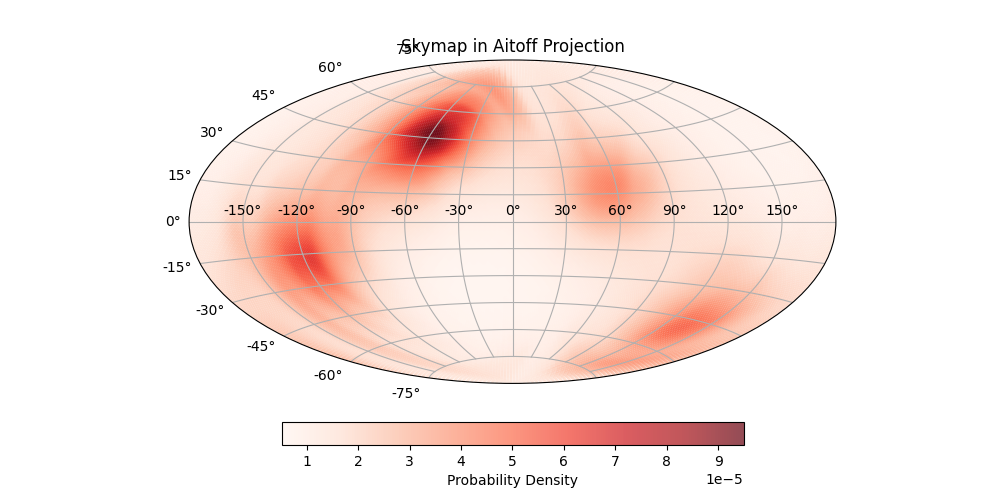 Skymap in Aitoff Projection
75°
60°
45°
30°
15°
-150° -120° -90° -60° -30° 0° 30° 60° 90° 120° 150°
0°
-15°
-30°
-45°
-60°
-75°
1 2 3 4 5 6 7 8 9
1e−5
Probability Density